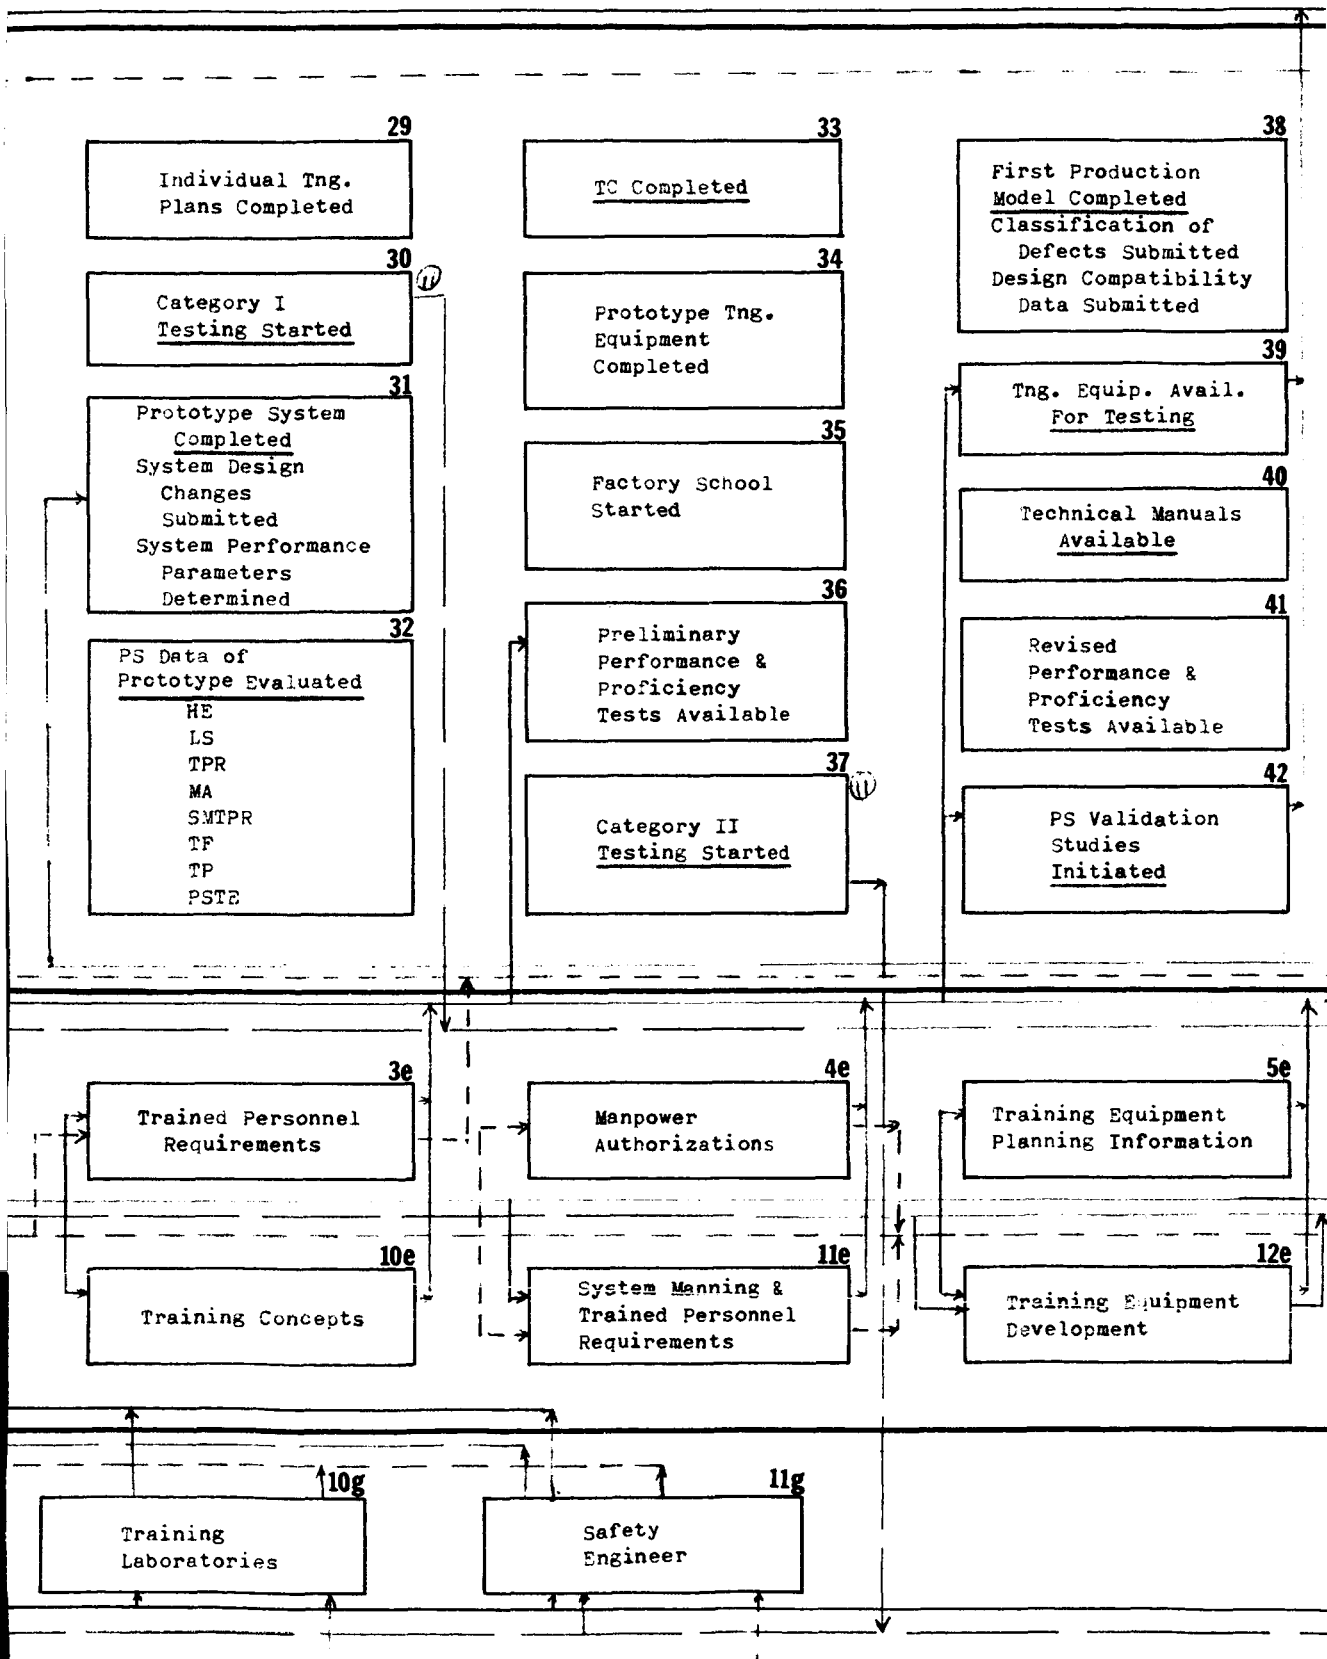 29
Individual Tng.
Plans Completed
30
11
Category I
Testing Started
31
Prototype System
Completed
System Design
Changes
Submitted
System Performance
Parameters
Determined
32
PS Data of
Prototype Evaluated
HE
LS
TPR
MA
SMTPR
TF
TP
PSTE
33
TC Completed
34
Prototype Tng.
Equipment
Completed
35
Factory School
Started
36
Preliminary
Performance &
Proficiency
Tests Available
37
11
Category II
Testing Started
38
First Production
Model Completed
Classification of
Defects Submitted
Design Compatibility
Data Submitted
39
Tng. Equip. Avail.
For Testing
40
Technical Manuals
Available
41
Revised
Performance &
Proficiency
Tests Available
42
PS Validation
Studies
Initiated
3e
Trained Personnel
Requirements
4e
Manpower
Authorizations
5e
Training Equipment
Planning Information
10e
Training Concepts
11e
System Manning &
Trained Personnel
Requirements
12e
Training Equipment
Development
10g
Training
Laboratories
11g
Safety
Engineer